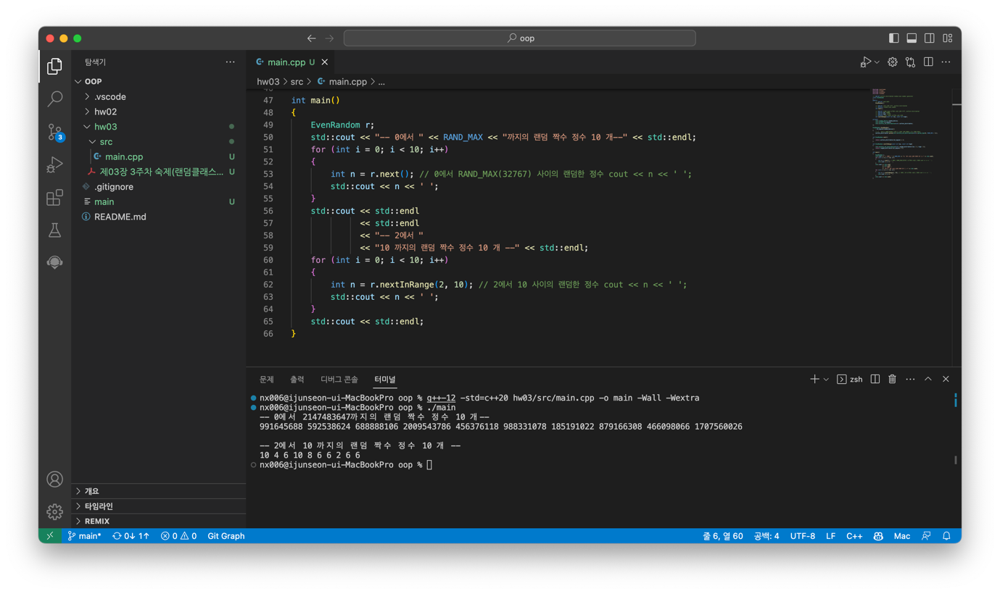 oop
탐색기
OOP
.vscode
hw02
hw03
src
main.cpp U
제03장 3주차 숙제(랜덤클래스... U
.gitignore
main U
README.md
개요
타임라인
REMIX
3
main.cpp U
hw03 > src > main.cpp > ...
47 int main()
48 {
49 EvenRandom r;
50 std::cout << "-- 0에서 " << RAND_MAX << "까지의 랜덤 짝수 정수 10 개--" << std::endl;
51 for (int i = 0; i < 10; i++)
52 {
53 int n = r.next(); // 0에서 RAND_MAX(32767) 사이의 랜덤한 정수 cout << n << ' ';
54 std::cout << n << ' ';
55 }
56 std::cout << std::endl
57 << std::endl
58 << "-- 2에서 "
59 << "10 까지의 랜덤 짝수 정수 10 개 --" << std::endl;
60 for (int i = 0; i < 10; i++)
61 {
62 int n = r.nextInRange(2, 10); // 2에서 10 사이의 랜덤한 정수 cout << n << ' ';
63 std::cout << n << ' ';
64 }
65 std::cout << std::endl;
66 }
문제 출력 디버그 콘솔 터미널 zsh
nx006@ijunseon-ui-MacBookPro oop % g++-12 -std=c++20 hw03/src/main.cpp -o main -Wall -Wextra
nx006@ijunseon-ui-MacBookPro oop % ./main
-- 0에서 2147483647까지의 랜덤 짝수 정수 10 개--
991645688 592538624 688888106 2009543786 456376118 988331078 185191022 879166308 466098066 1707560026
-- 2에서 10 까지의 랜덤 짝수 정수 10 개 --
10 4 6 10 8 6 6 2 6 6
nx006@ijunseon-ui-MacBookPro oop %
main* 0↓ 1↑ 0 0 Git Graph 줄 6, 열 60 공백: 4 UTF-8 LF C++ Mac